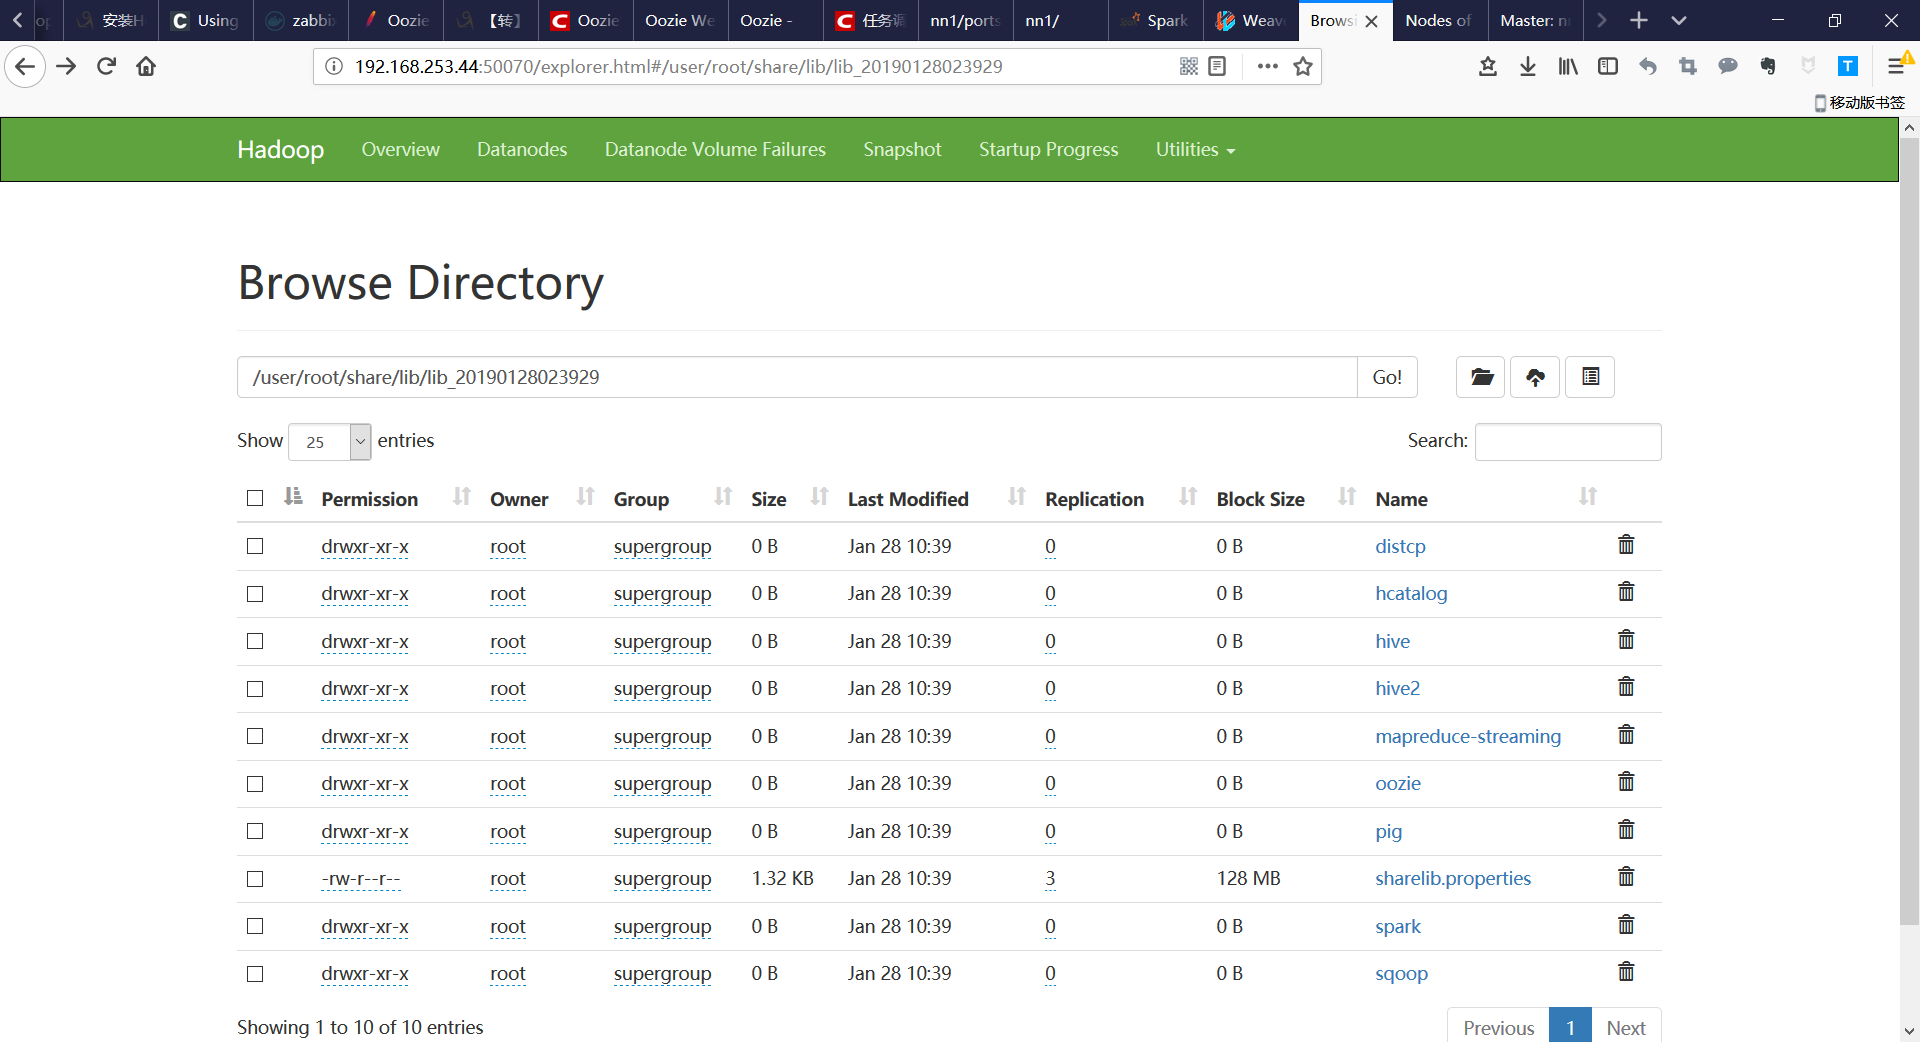 安装H Using zabbi Oozie 【转】 Oozie Oozie We Oozie - 任务调 nn1/ports nn1/ Spark Weav Brows Nodes of Master: n
192.168.253.44:50070/explorer.html#/user/root/share/lib/lib_20190128023929
移动版书签
Hadoop Overview Datanodes Datanode Volume Failures Snapshot Startup Progress Utilities
Browse Directory
/user/root/share/lib/lib_20190128023929 Go!
Show 25 entries Search:
Permission Owner Group Size Last Modified Replication Block Size Name
drwxr-xr-x root supergroup 0 B Jan 28 10:39 0 0 B distcp
drwxr-xr-x root supergroup 0 B Jan 28 10:39 0 0 B hcatalog
drwxr-xr-x root supergroup 0 B Jan 28 10:39 0 0 B hive
drwxr-xr-x root supergroup 0 B Jan 28 10:39 0 0 B hive2
drwxr-xr-x root supergroup 0 B Jan 28 10:39 0 0 B mapreduce-streaming
drwxr-xr-x root supergroup 0 B Jan 28 10:39 0 0 B oozie
drwxr-xr-x root supergroup 0 B Jan 28 10:39 0 0 B pig
-rw-r--r-- root supergroup 1.32 KB Jan 28 10:39 3 128 MB sharelib.properties
drwxr-xr-x root supergroup 0 B Jan 28 10:39 0 0 B spark
drwxr-xr-x root supergroup 0 B Jan 28 10:39 0 0 B sqoop
Showing 1 to 10 of 10 entries Previous 1 Next